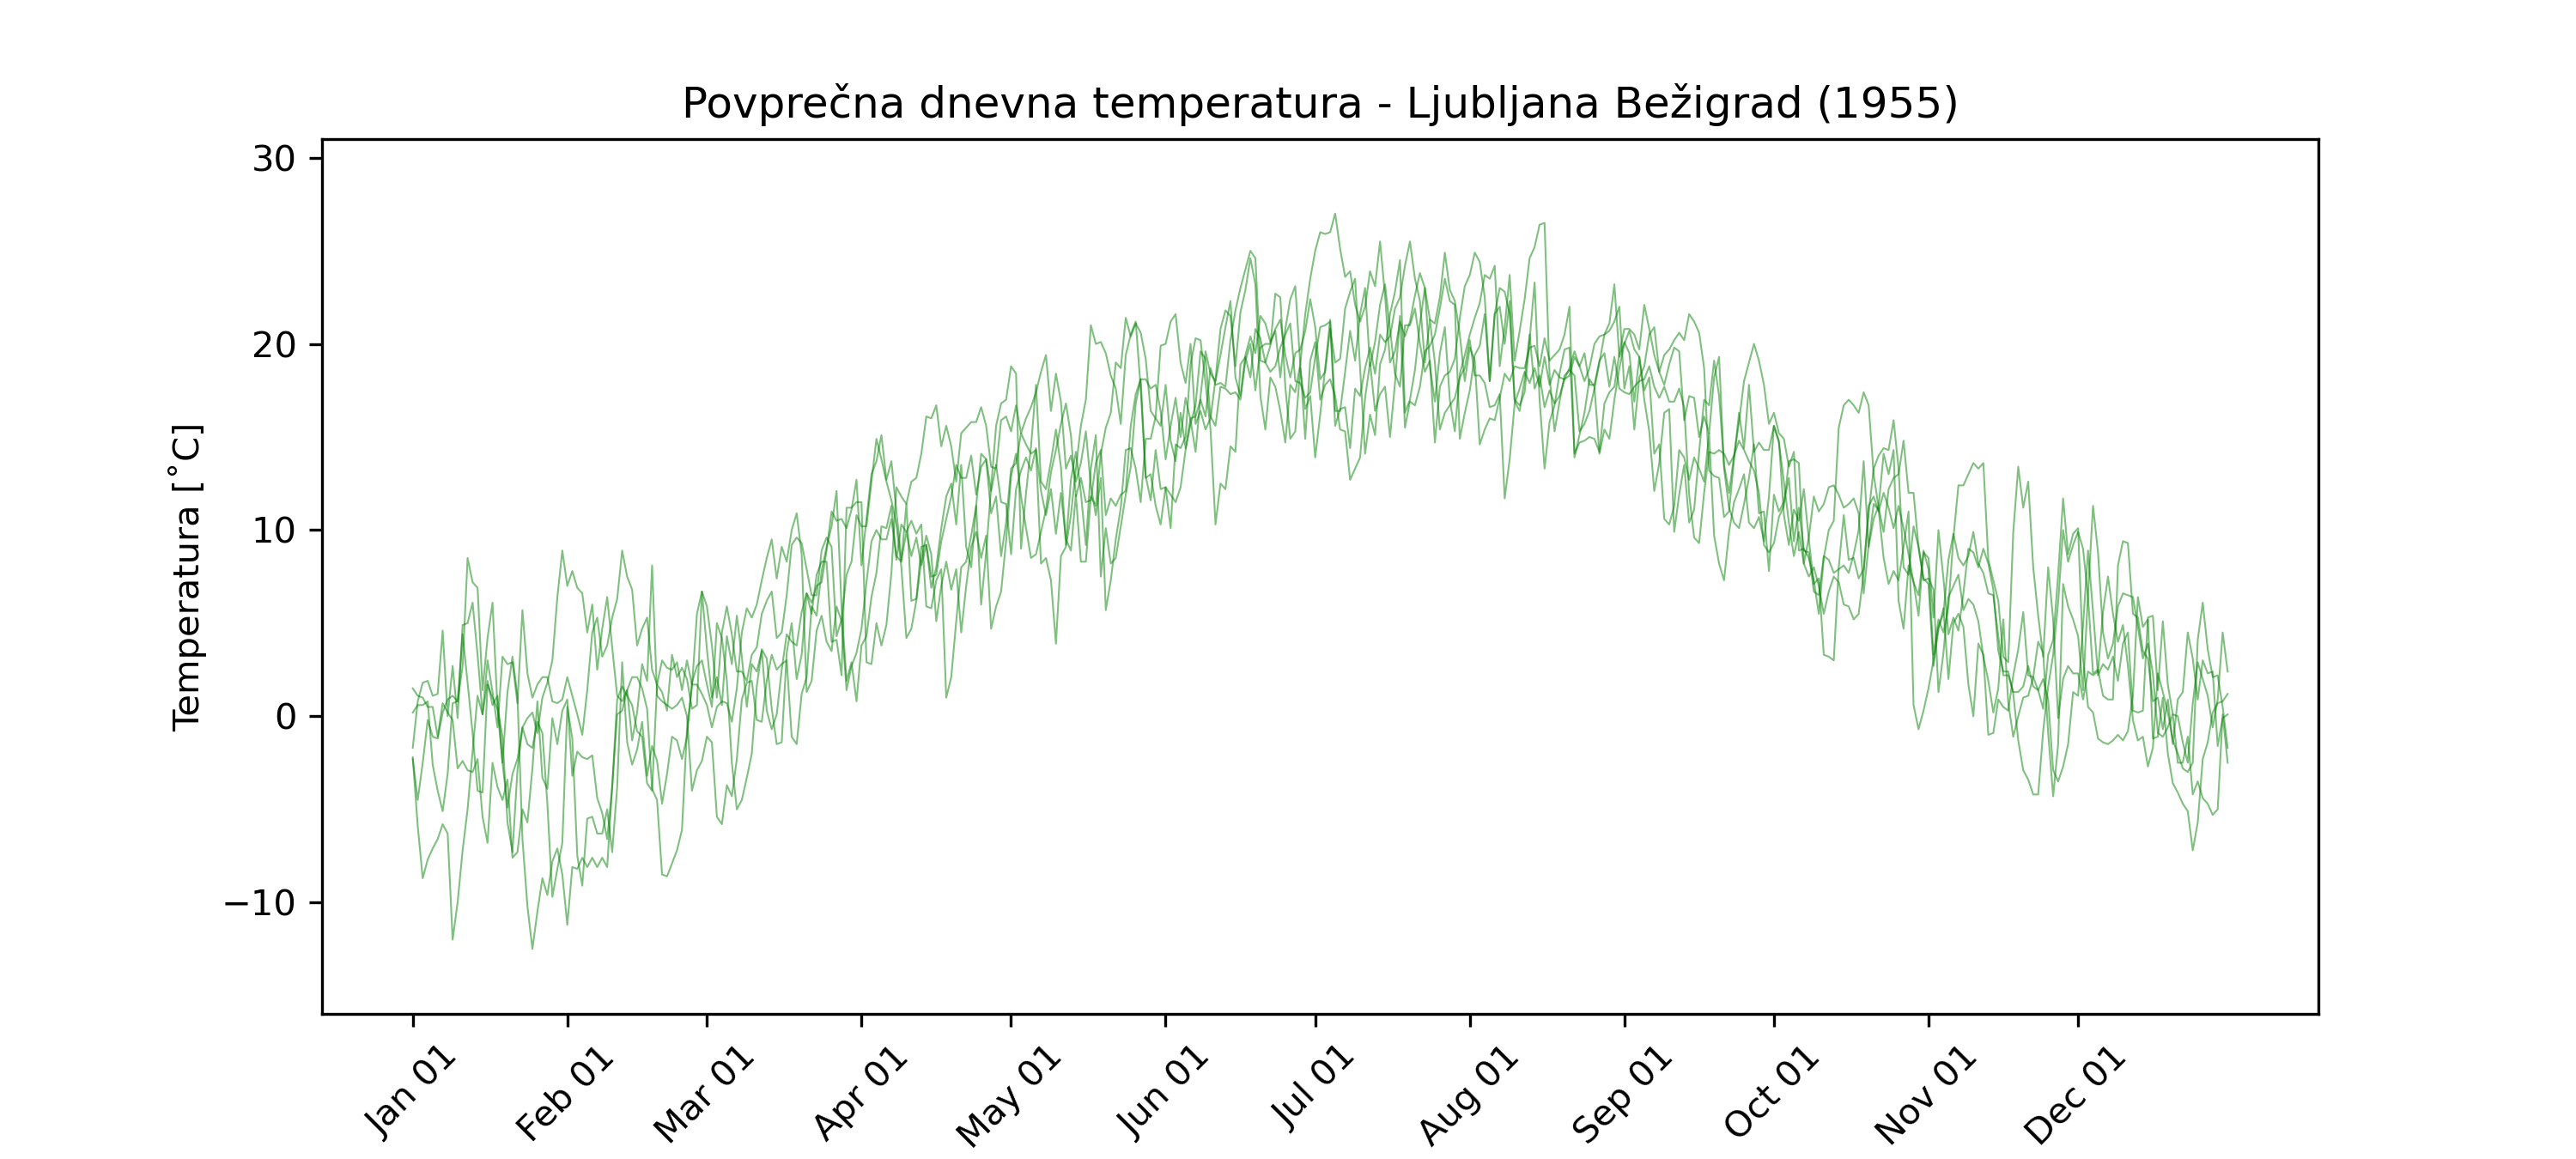 Povprečna dnevna temperatura - Ljubljana Bežigrad (1955)
30
20
10
0
−10
Temperatura [˚C]
Jan 01
Feb 01
Mar 01
Apr 01
May 01
Jun 01
Jul 01
Aug 01
Sep 01
Oct 01
Nov 01
Dec 01